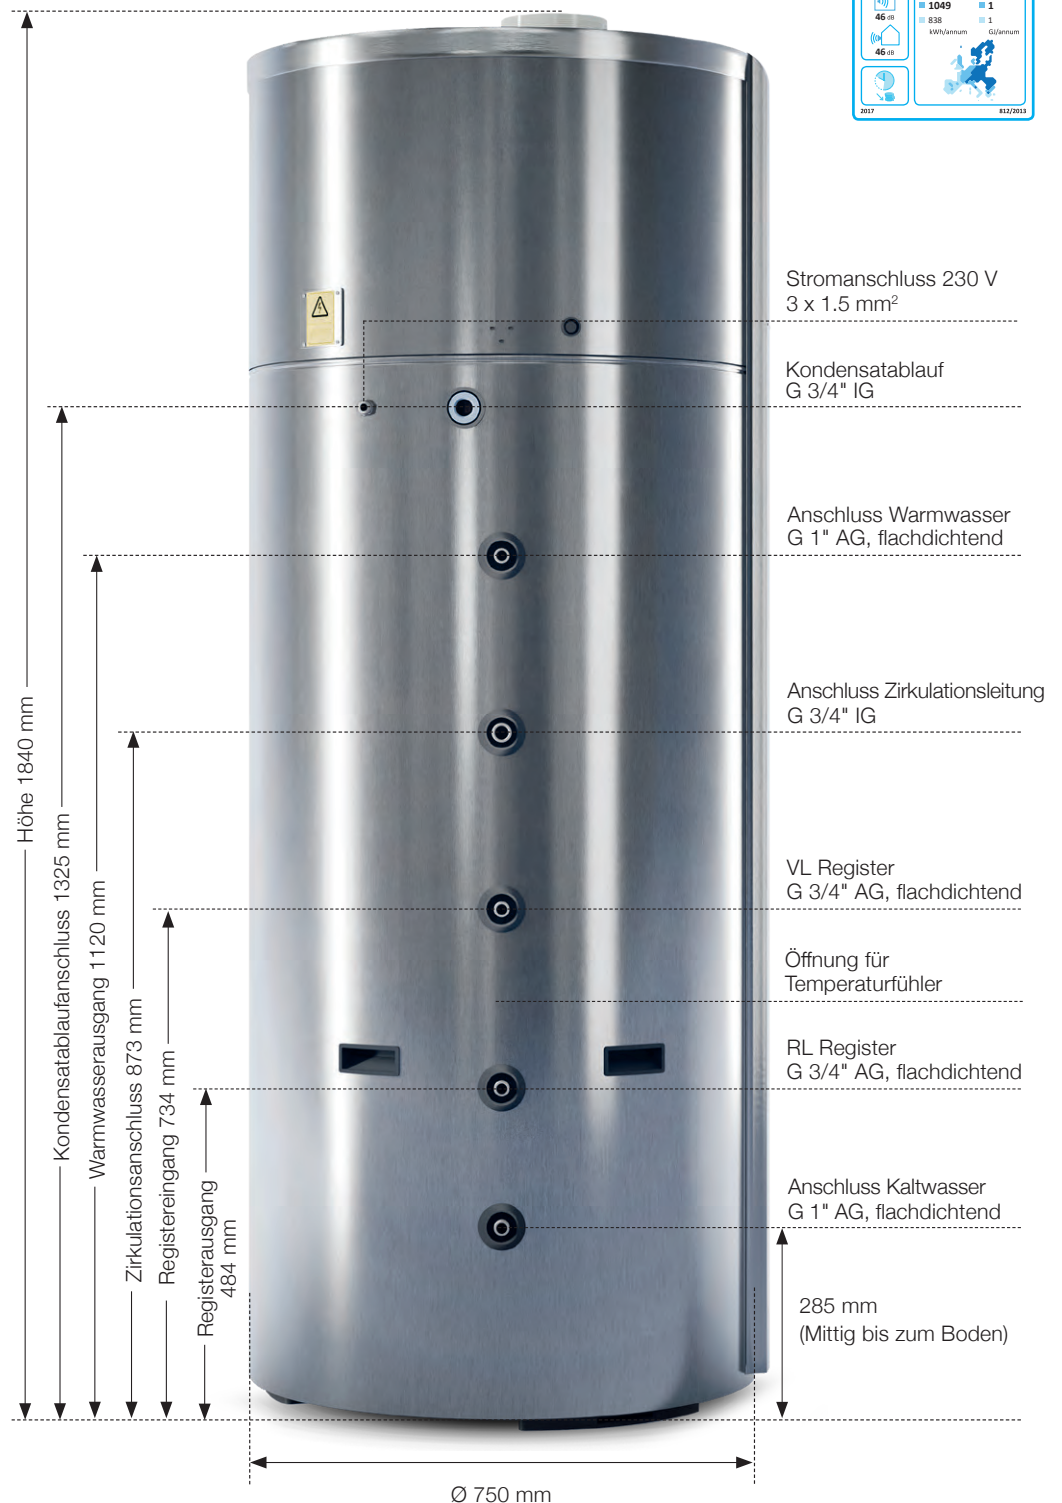 46 dB
46 dB
1049
1
838
1
kWh/annum
GJ/annum
2017
812/2013
Stromanschluss 230 V
3 x 1.5 mm²
Kondensatablauf
G 3/4" IG
Anschluss Warmwasser
G 1" AG, flachdichtend
Anschluss Zirkulationsleitung
G 3/4" IG
VL Register
G 3/4" AG, flachdichtend
Öffnung für
Temperaturfühler
RL Register
G 3/4" AG, flachdichtend
Anschluss Kaltwasser
G 1" AG, flachdichtend
285 mm
(Mittig bis zum Boden)
Höhe 1840 mm
Kondensatablaufanschluss 1325 mm
Warmwasserausgang 1120 mm
Zirkulationsanschluss 873 mm
Registereingang 734 mm
Registerausgang
484 mm
Ø 750 mm